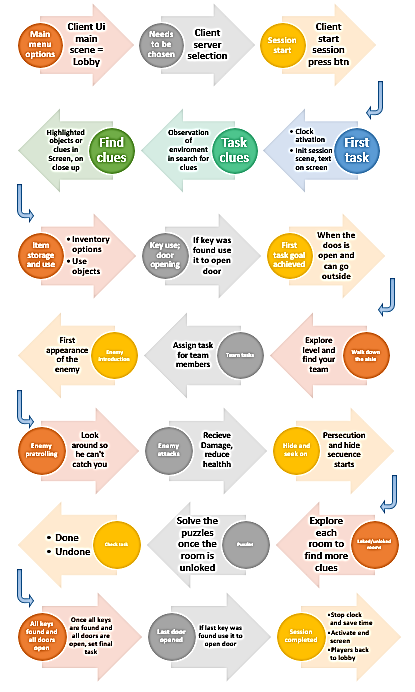 Main
menu
options
Client Ui
main
scene =
Lobby
Needs
to be
chosen
Client
server
selection
Session
start
Client
start
session
press btn
Highlighted
objects or
clues in
Screen, on
close up
Find
clues
Observation
of
enviroment
in search for
clues
Task
clues
• Clock
ativation
• Init session
scene, text
on screen
First
task
Item
storage
and use
• Inventory
options
• Use
objects
Key use;
door
opening
If key was
found use
it to open
door
First
task goal
achieved
When the
doos is
open and
can go
outside
First
appearance
of the
enemy
Enemy
introduction
Assign task
for team
members
Team tasks
Explore
level and
find your
team
Walk down
the aisle
Enemy
pratrolling
Look
around so
he can't
catch you
Enemy
attacks
Recieve
Damage,
reduce
healthh
Hide and
seek on
Persecution
and hide
secuence
starts
• Done
• Undone
Check task
Solve the
puzzles
once the
room is
unloked
Puzzles
Explore
each
room to
find more
clues
Loked/unloked
rooms
All keys
found and
all doors
open
Once all keys
are found and
all doors are
open, set final
task
Last door
opened
If last key was
found use it to
open door
Session
completed
• Stop clock
and save time
• Activate end
screen
• Players back
to lobby